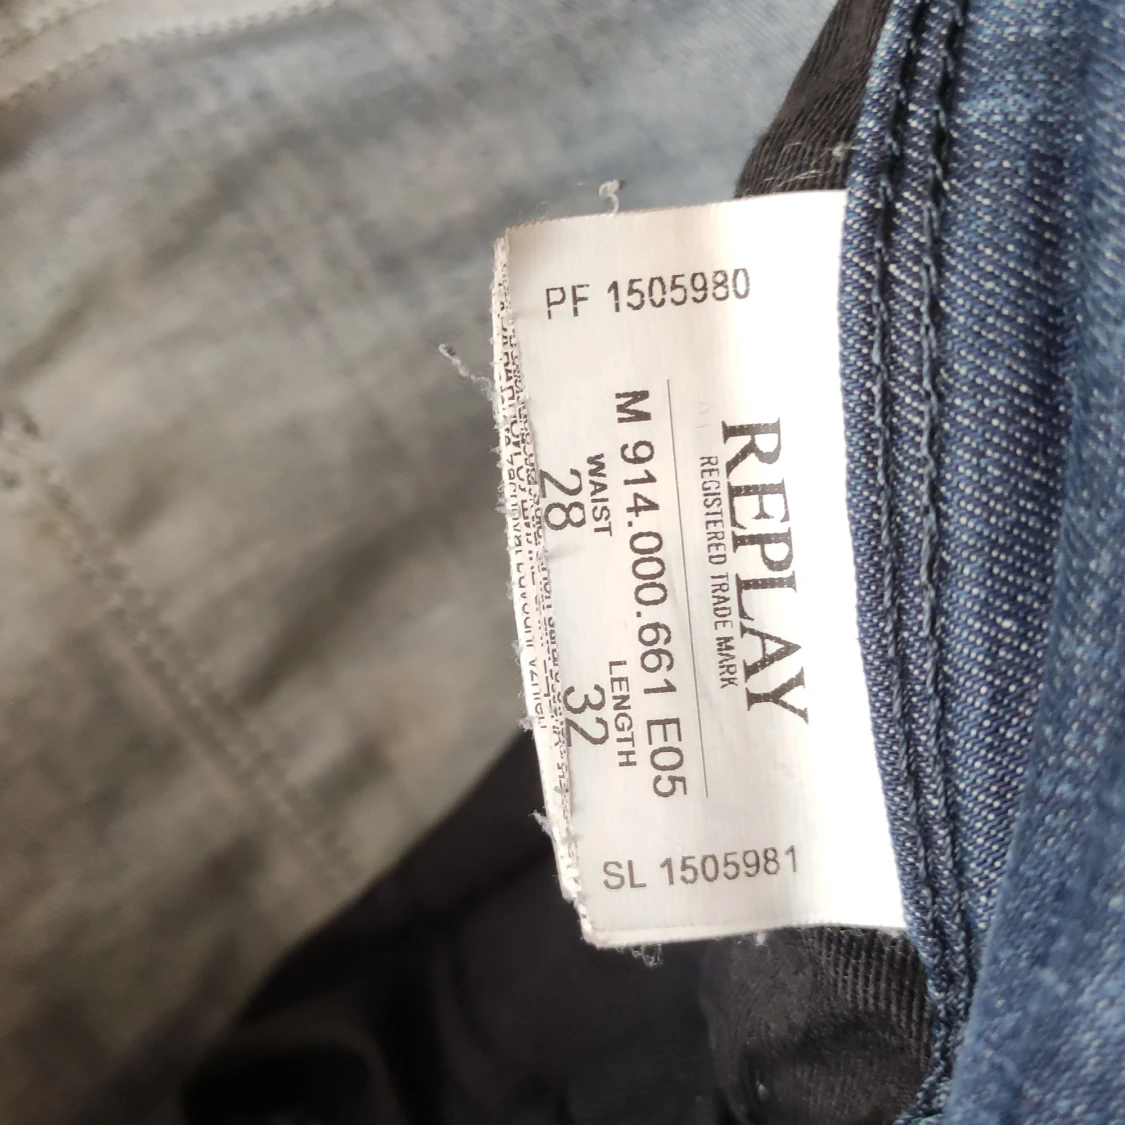 PF 1505980
REPLAY
REGISTERED TRADE MARK
M 914.000.661 E05
WAIST LENGTH
28 32
SL 1505981